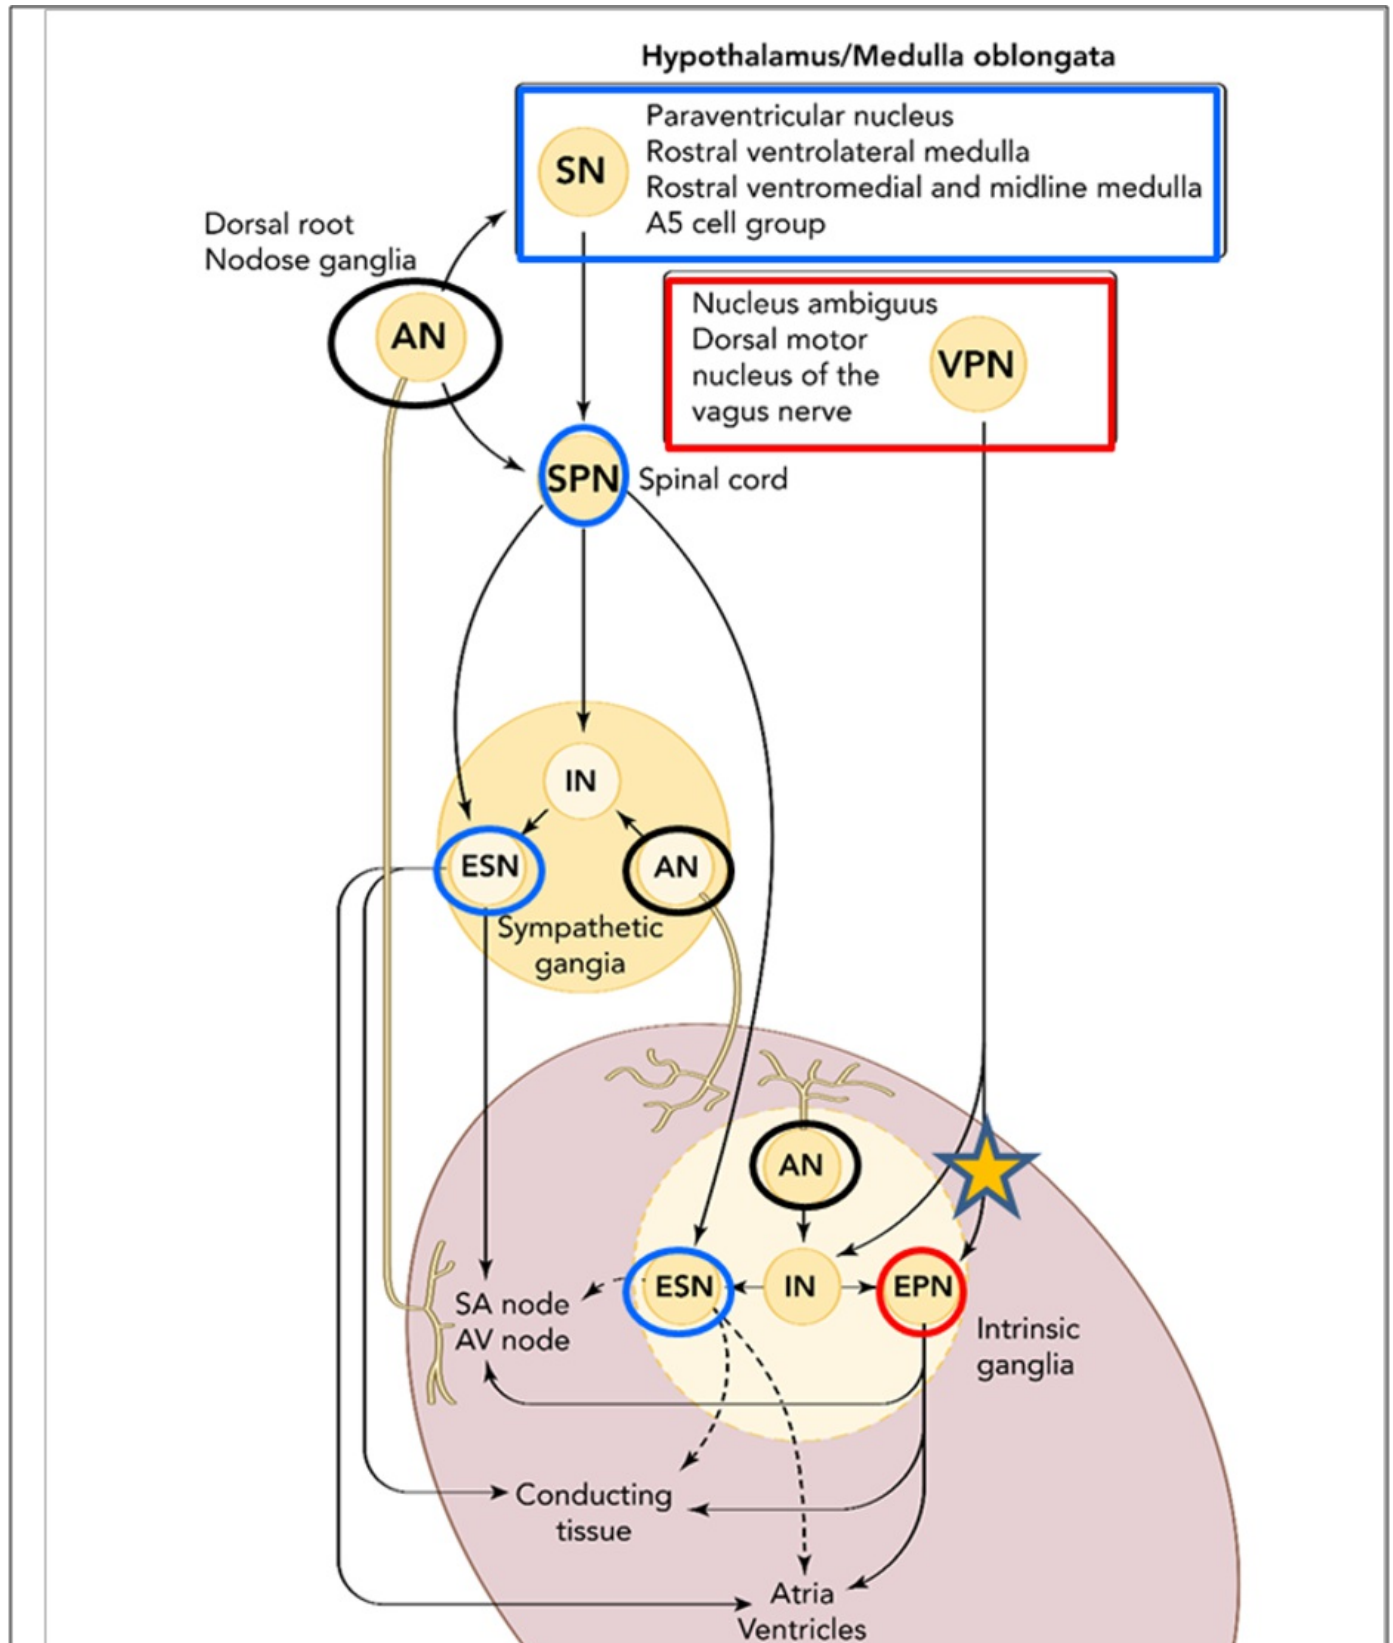 Hypothalamus/Medulla oblongata
SN
Paraventricular nucleus
Rostral ventrolateral medulla
Rostral ventromedial and midline medulla
A5 cell group
Dorsal root
Nodose ganglia
AN
Nucleus ambiguus
Dorsal motor
nucleus of the
vagus nerve
VPN
SPN
Spinal cord
IN
ESN
AN
Sympathetic
gangia
AN
ESN
IN
EPN
SA node
AV node
Intrinsic
ganglia
Conducting
tissue
Atria
Ventricles